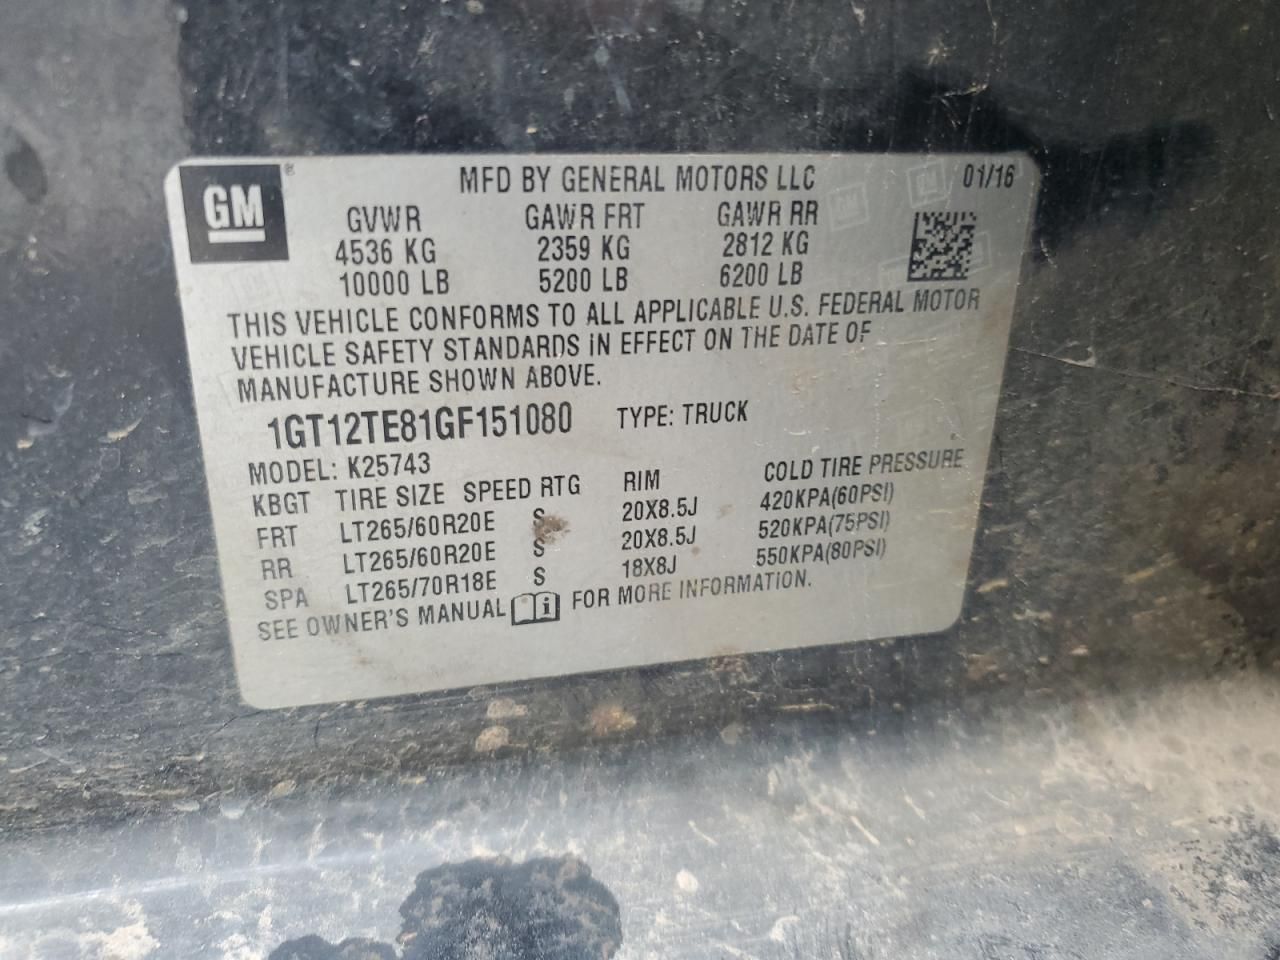 GM ®
MFD BY GENERAL MOTORS LLC 01/16
GVWR GAWR FRT GAWR RR
4536 KG 2359 KG 2812 KG
10000 LB 5200 LB 6200 LB
THIS VEHICLE CONFORMS TO ALL APPLICABLE U.S. FEDERAL MOTOR
VEHICLE SAFETY STANDARDS IN EFFECT ON THE DATE OF
MANUFACTURE SHOWN ABOVE.
1GT12TE81GF151080 TYPE: TRUCK
MODEL: K25743
KBGT TIRE SIZE SPEED RTG RIM COLD TIRE PRESSURE
FRT LT265/60R20E S 20X8.5J 420KPA(60PSI)
RR LT265/60R20E S 20X8.5J 520KPA(75PSI)
SPA LT265/70R18E S 18X8J 550KPA(80PSI)
SEE OWNER'S MANUAL FOR MORE INFORMATION.